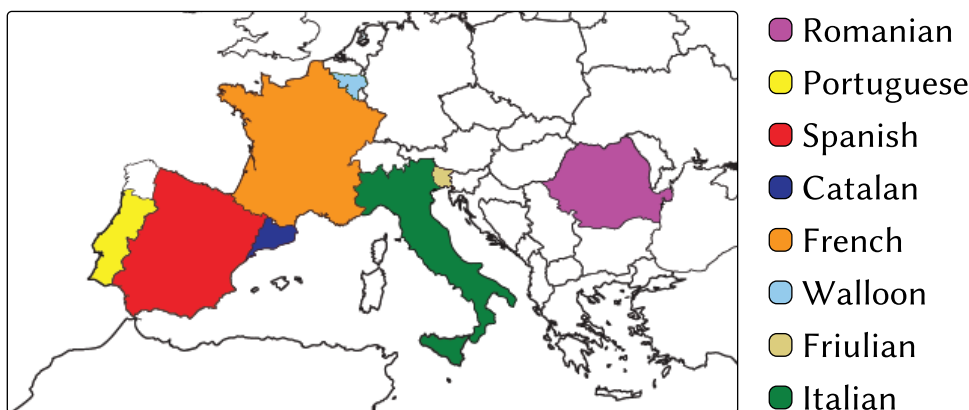 Romanian
Portuguese
Spanish
Catalan
French
Walloon
Friulian
Italian